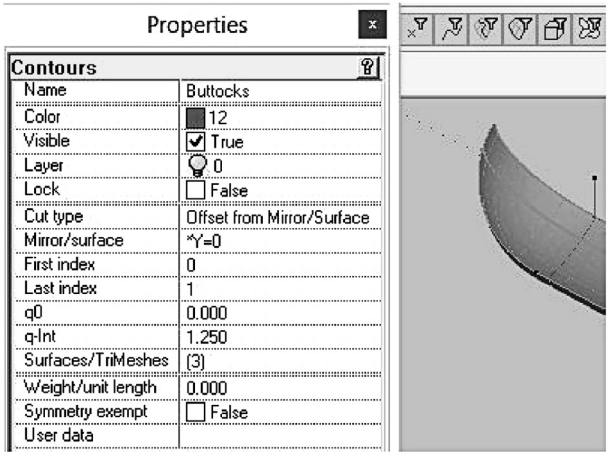 Properties
x
Contours
?
Name Buttocks
Color 12
Visible True
Layer 0
Lock False
Cut type Offset from Mirror/Surface
Mirror/surface *Y=0
First index 0
Last index 1
q0 0.000
q-Int 1.250
Surfaces/TriMeshes (3)
Weight/unit length 0.000
Symmetry exempt False
User data